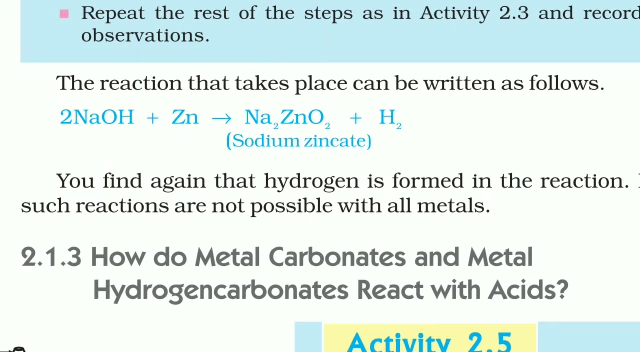 Repeat the rest of the steps as in Activity 2.3 and record
observations.
The reaction that takes place can be written as follows.
2NaOH + Zn → Na₂ZnO₂ + H₂
(Sodium zincate)
You find again that hydrogen is formed in the reaction.
such reactions are not possible with all metals.
2.1.3 How do Metal Carbonates and Metal
Hydrogencarbonates React with Acids?
Activity 2.5